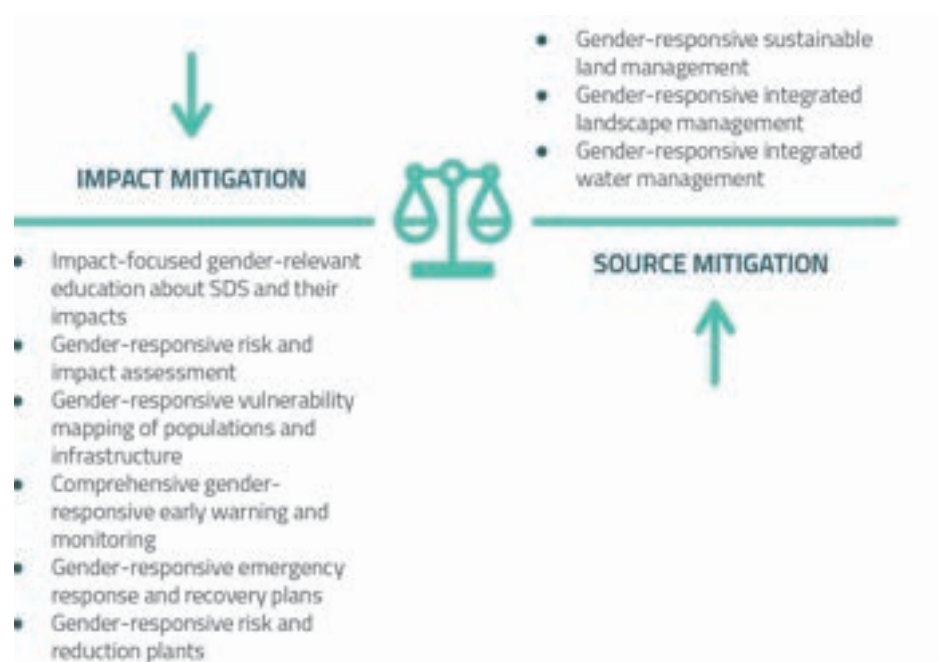 IMPACT MITIGATION
• Impact-focused gender-relevant
education about SDS and their
impacts
• Gender-responsive risk and
impact assessment
• Gender-responsive vulnerability
mapping of populations and
infrastructure
• Comprehensive gender-
responsive early warning and
monitoring
• Gender-responsive emergency
response and recovery plans
• Gender-responsive risk and
reduction plants
• Gender-responsive sustainable
land management
• Gender-responsive integrated
landscape management
• Gender-responsive integrated
water management
SOURCE MITIGATION